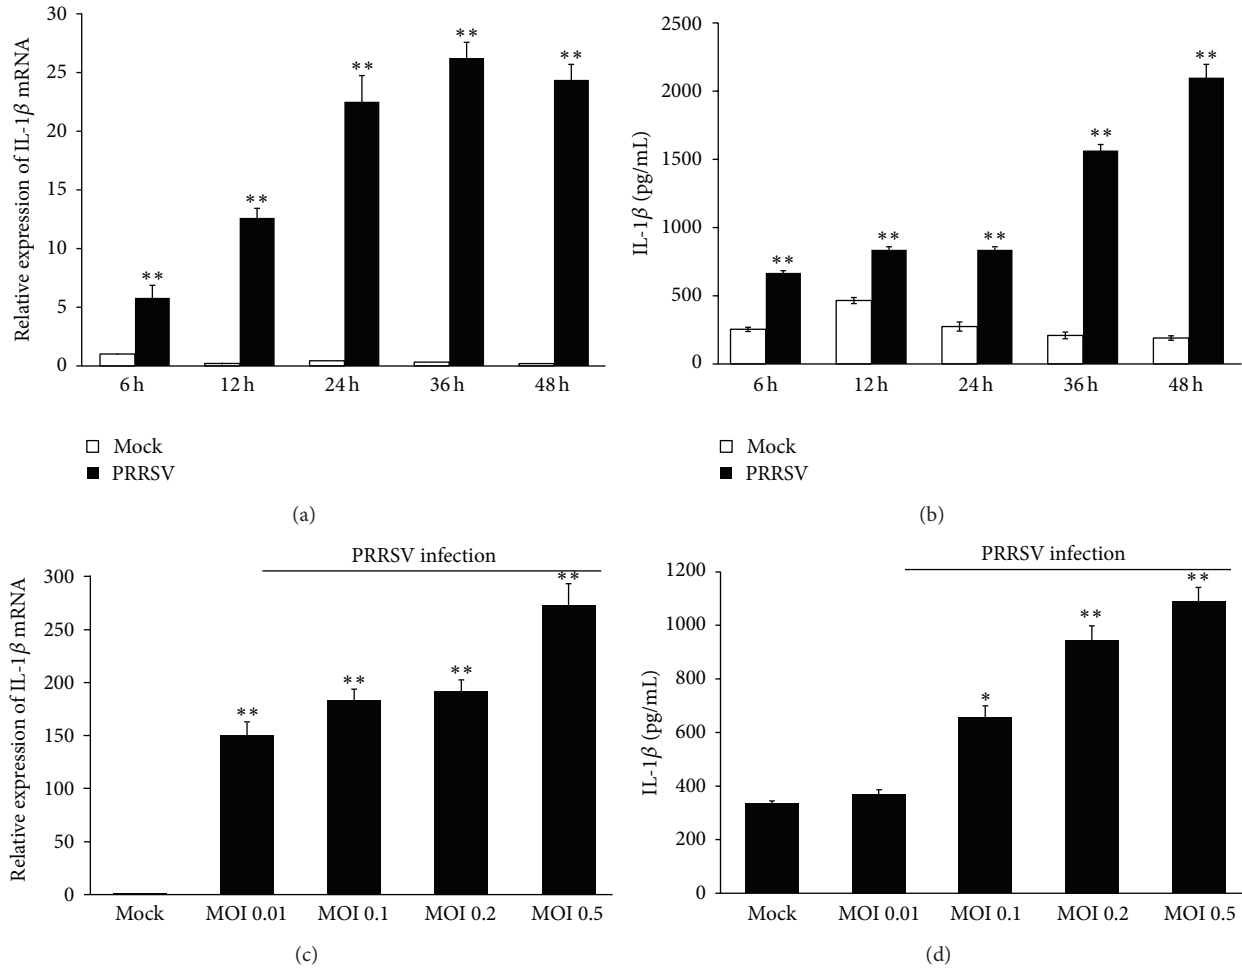 Relative expression of IL-1β mRNA
30
25
20
15
10
5
0
**
**
**
**
**
6 h
12 h
24 h
36 h
48 h
Mock
PRRSV
(a)
IL-1β (pg/mL)
2500
2000
1500
1000
500
0
**
**
**
**
**
6 h
12 h
24 h
36 h
48 h
Mock
PRRSV
(b)
PRRSV infection
Relative expression of IL-1β mRNA
300
250
200
150
100
50
0
**
**
**
**
Mock
MOI 0.01
MOI 0.1
MOI 0.2
MOI 0.5
(c)
PRRSV infection
IL-1β (pg/mL)
1200
1000
800
600
400
200
0
*
**
**
Mock
MOI 0.01
MOI 0.1
MOI 0.2
MOI 0.5
(d)